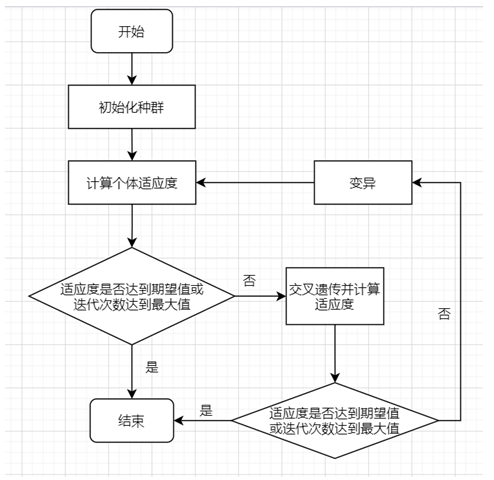 开始
初始化种群
计算个体适应度
变异
适应度是否达到期望值或
迭代次数达到最大值
否
交叉遗传并计算
适应度
否
是
适应度是否达到期望值
或迭代次数达到最大值
是
结束